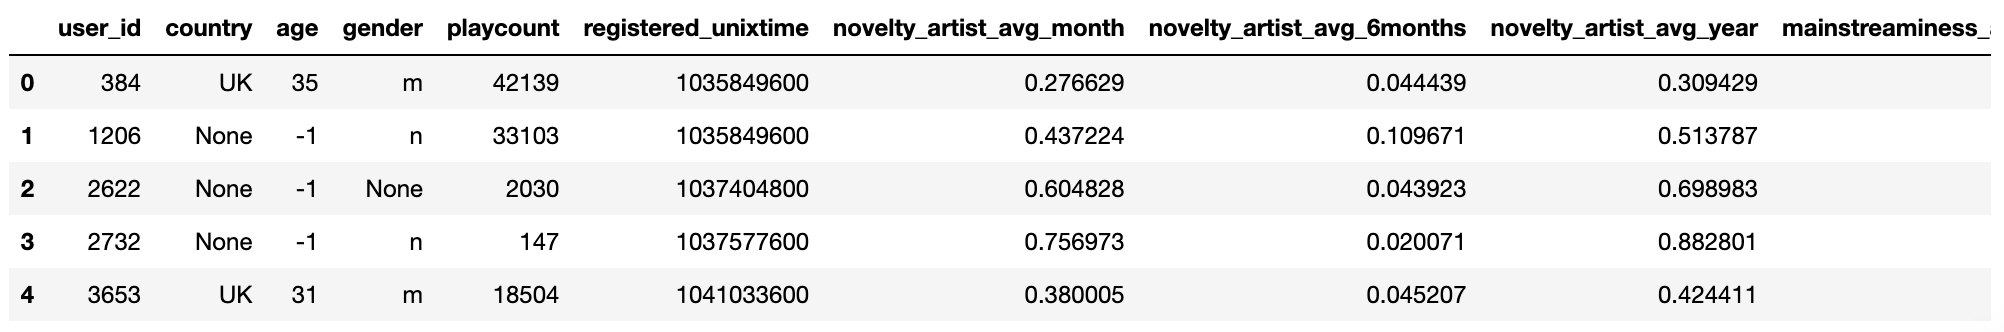 user_id country age gender playcount registered_unixtime novelty_artist_avg_month novelty_artist_avg_6months novelty_artist_avg_year mainstreaminess_
0 384 UK 35 m 42139 1035849600 0.276629 0.044439 0.309429
1 1206 None -1 n 33103 1035849600 0.437224 0.109671 0.513787
2 2622 None -1 None 2030 1037404800 0.604828 0.043923 0.698983
3 2732 None -1 n 147 1037577600 0.756973 0.020071 0.882801
4 3653 UK 31 m 18504 1041033600 0.380005 0.045207 0.424411